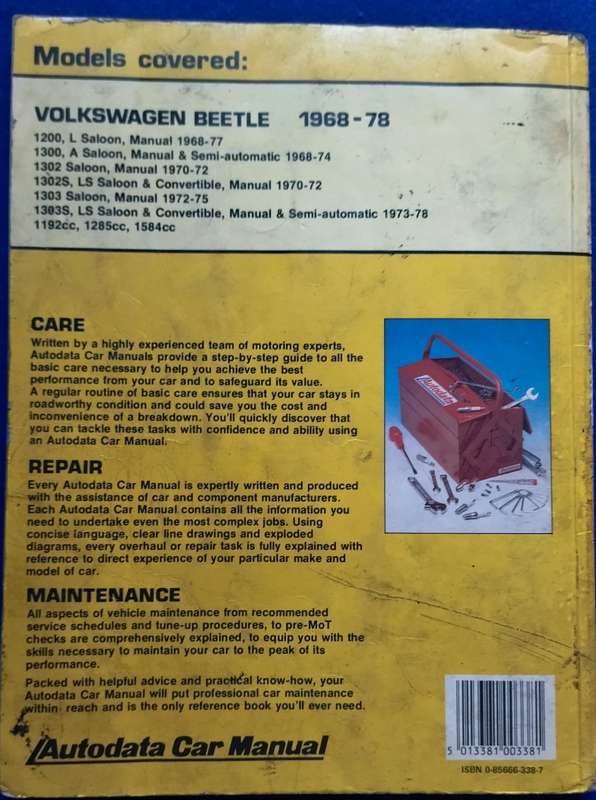 Models covered:
VOLKSWAGEN BEETLE 1968-78
1200, L Saloon, Manual 1968-77
1300, A Saloon, Manual & Semi-automatic 1968-74
1302 Saloon, Manual 1970-72
1302S, LS Saloon & Convertible, Manual 1970-72
1303 Saloon, Manual 1972-75
1303S, LS Saloon & Convertible, Manual & Semi-automatic 1973-78
1192cc, 1285cc, 1584cc
CARE
Written by a highly experienced team of motoring experts,
Autodata Car Manuals provide a step-by-step guide to all the
basic care necessary to help you achieve the best
performance from your car and to safeguard its value.
A regular routine of basic care ensures that your car stays in
roadworthy condition and could save you the cost and
inconvenience of a breakdown. You'll quickly discover that
you can tackle these tasks with confidence and ability using
an Autodata Car Manual.
REPAIR
Every Autodata Car Manual is expertly written and produced
with the assistance of car and component manufacturers.
Each Autodata Car Manual contains all the information you
need to undertake even the most complex jobs. Using
concise language, clear line drawings and exploded
diagrams, every overhaul or repair task is fully explained with
reference to direct experience of your particular make and
model of car.
MAINTENANCE
All aspects of vehicle maintenance from recommended
service schedules and tune-up procedures, to pre-MoT
checks are comprehensively explained, to equip you with the
skills necessary to maintain your car to the peak of its
performance.
Packed with helpful advice and practical know-how, your
Autodata Car Manual will put professional car maintenance
within reach and is the only reference book you'll ever need.
Autodata Car Manual
Autodata
5 013381 003381
ISBN 0-85666-338-7